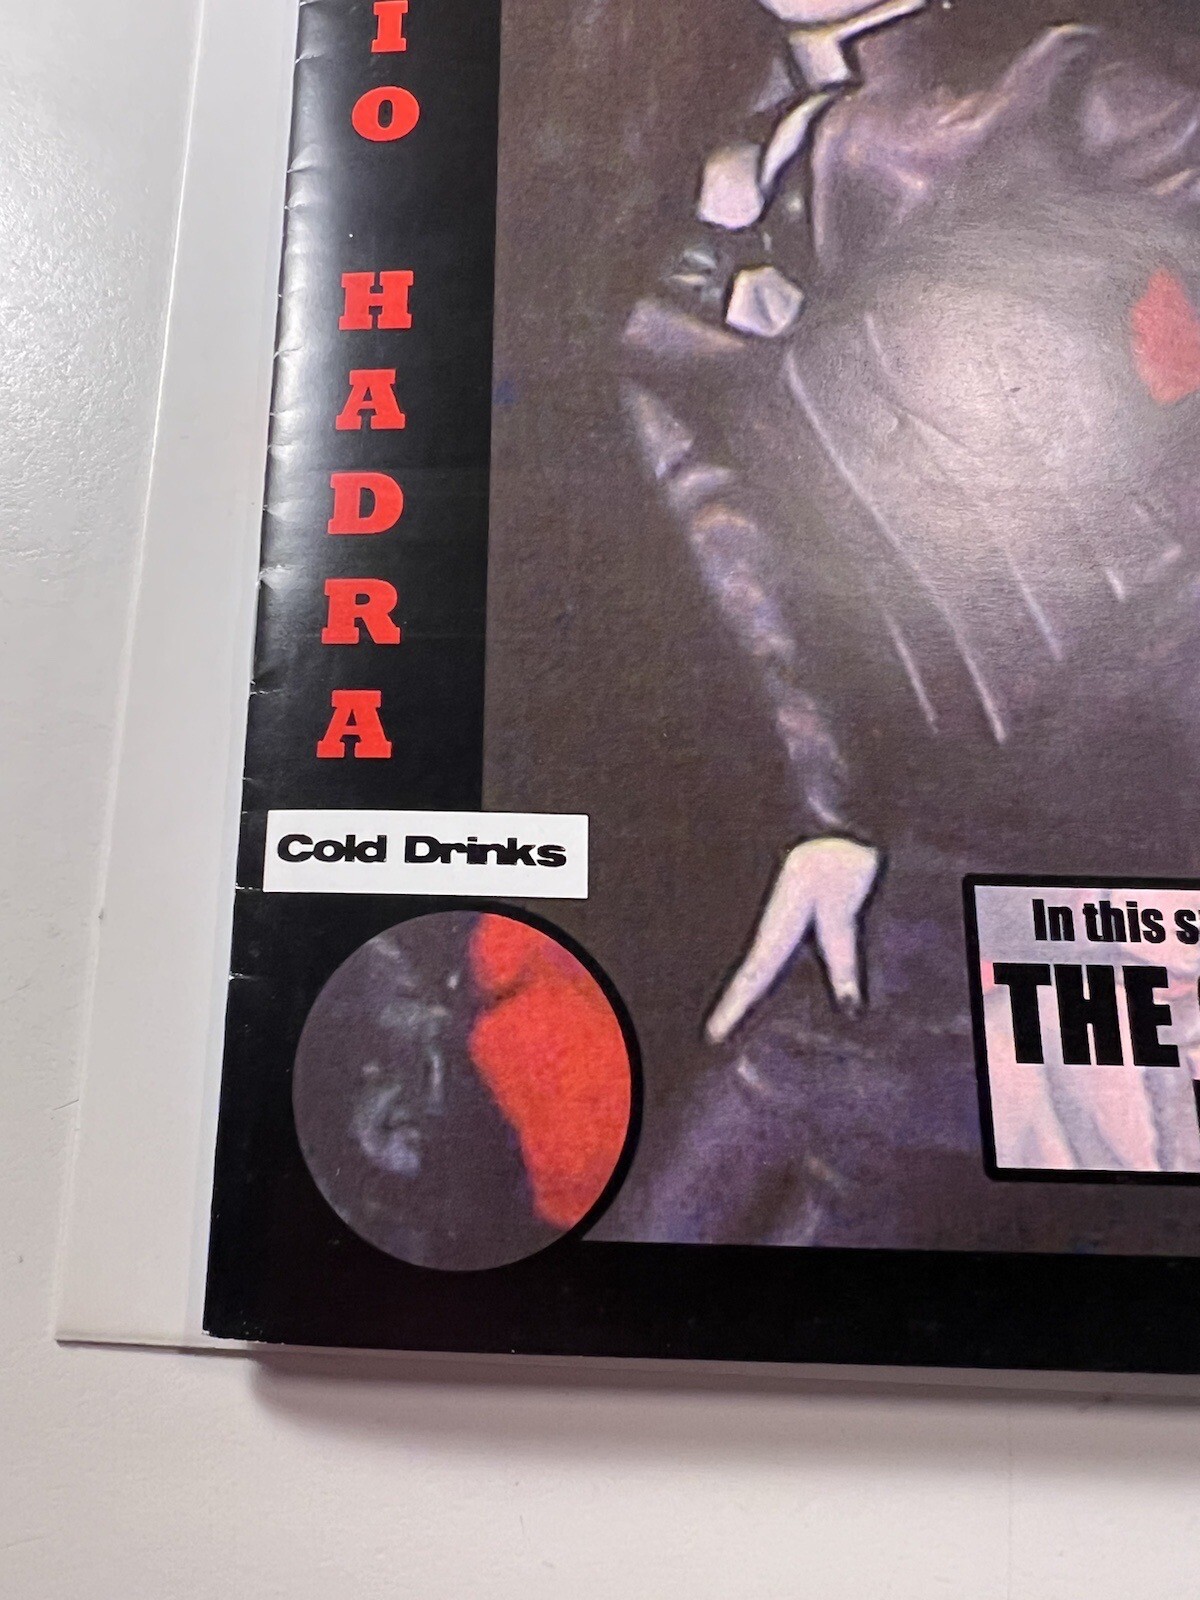 IO HADRA
Cold Drinks
In this
THE